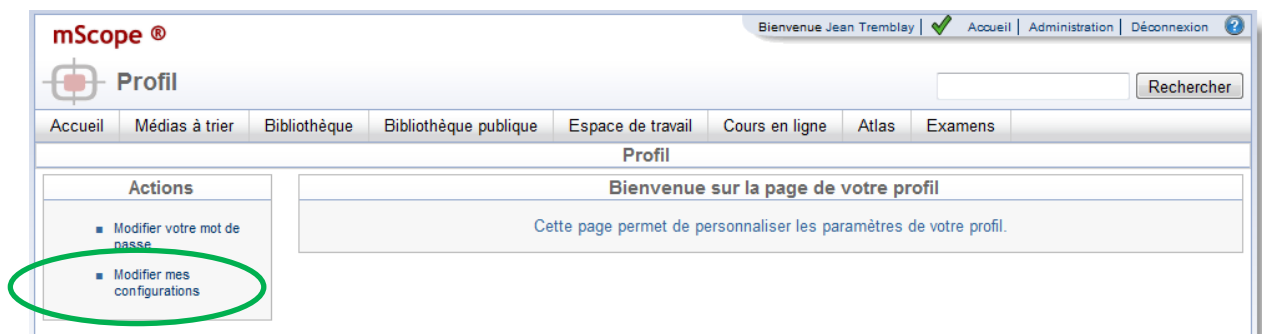 mScope ®
Bienvenue Jean Tremblay | Accueil | Administration | Déconnexion ?
Profil
Rechercher
Accueil Médias à trier Bibliothèque Bibliothèque publique Espace de travail Cours en ligne Atlas Examens
Profil
Actions
Modifier votre mot de
passe
Modifier mes
configurations
Bienvenue sur la page de votre profil
Cette page permet de personnaliser les paramètres de votre profil.